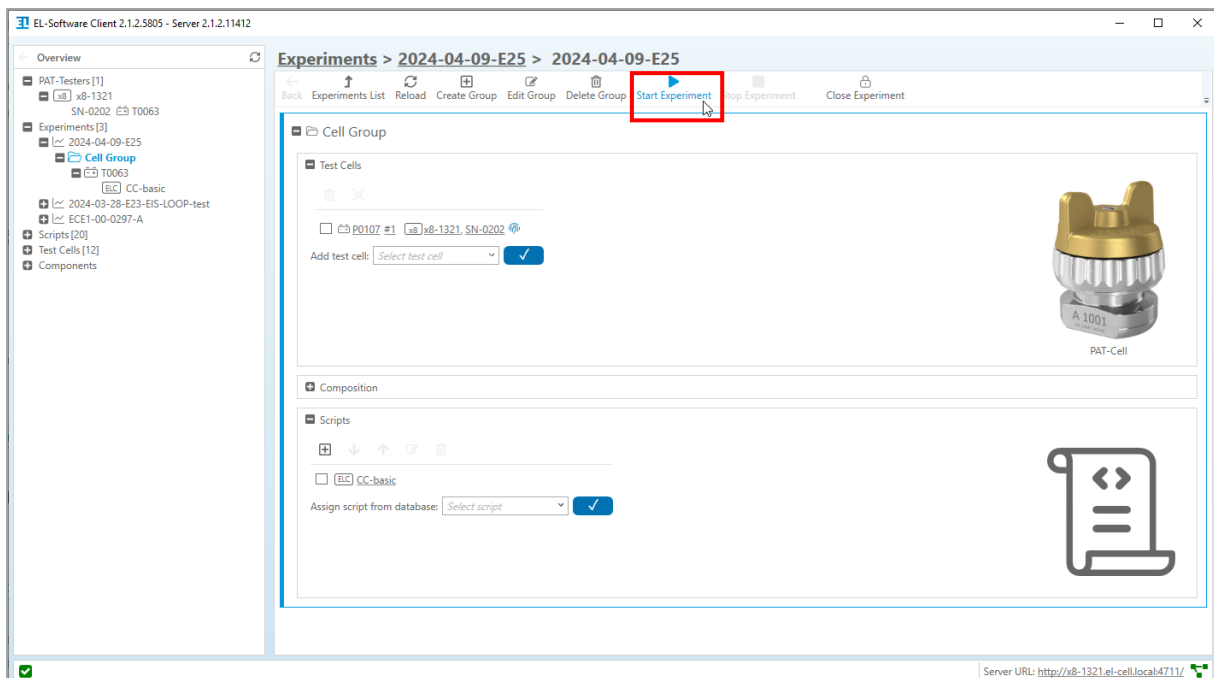 EL-Software Client 2.1.2.5805 - Server 2.1.2.11412
Overview
PAT-Testers [1]
x8 x8-1321
SN-0202 T0063
Experiments [3]
2024-04-09-E25
Cell Group
T0063
ELC CC-basic
2024-03-28-E23-EIS-LOOP-test
ECE1-00-0297-A
Scripts [20]
Test Cells [12]
Components
Experiments > 2024-04-09-E25 > 2024-04-09-E25
Back Experiments List Reload Create Group Edit Group Delete Group Start Experiment Stop Experiment Close Experiment
Cell Group
Test Cells
P0107 #1 x8 x8-1321, SN-0202
Add test cell: Select test cell
A 1001
PAT-Cell
Composition
Scripts
ELC CC-basic
Assign script from database: Select script
Server URL: http://x8-1321.el-cell.local:4711/